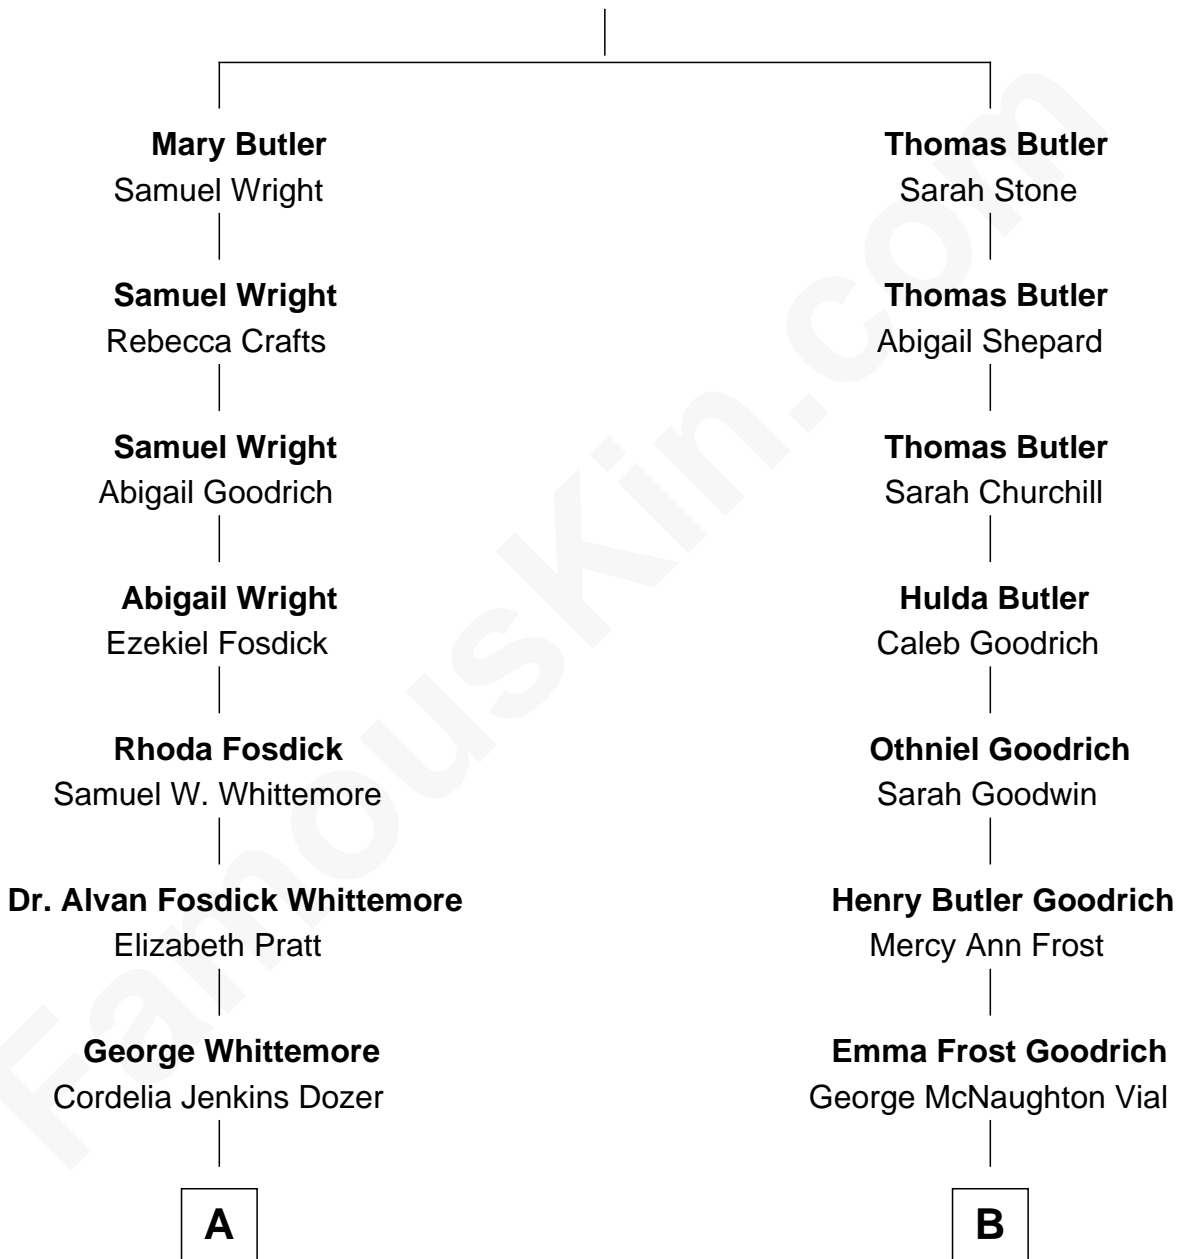 Mary Butler
Samuel Wright
Samuel Wright
Rebecca Crafts
Samuel Wright
Abigail Goodrich
Abigail Wright
Ezekiel Fosdick
Rhoda Fosdick
Samuel W. Whittemore
Dr. Alvan Fosdick Whittemore
Elizabeth Pratt
George Whittemore
Cordelia Jenkins Dozer
A
Thomas Butler
Sarah Stone
Thomas Butler
Abigail Shepard
Thomas Butler
Sarah Churchill
Hulda Butler
Caleb Goodrich
Othniel Goodrich
Sarah Goodwin
Henry Butler Goodrich
Mercy Ann Frost
Emma Frost Goodrich
George McNaughton Vial
B
FamousKin.com